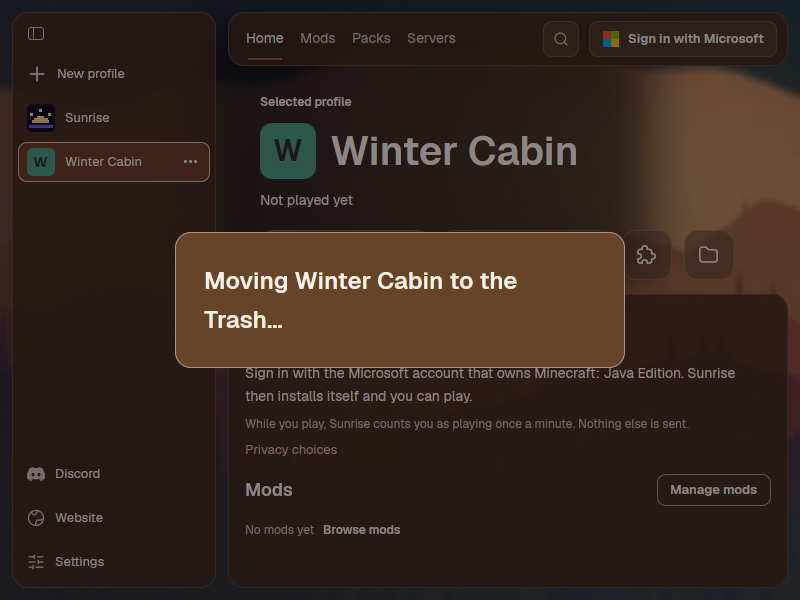 Home Mods Packs Servers
Sign in with Microsoft
New profile
Sunrise
W Winter Cabin
Discord
Website
Settings
Selected profile
W Winter Cabin
Not played yet
Moving Winter Cabin to the
Trash...
Sign in with the Microsoft account that owns Minecraft: Java Edition. Sunrise
then installs itself and you can play.
While you play, Sunrise counts you as playing once a minute. Nothing else is sent.
Privacy choices
Mods
Manage mods
No mods yet Browse mods